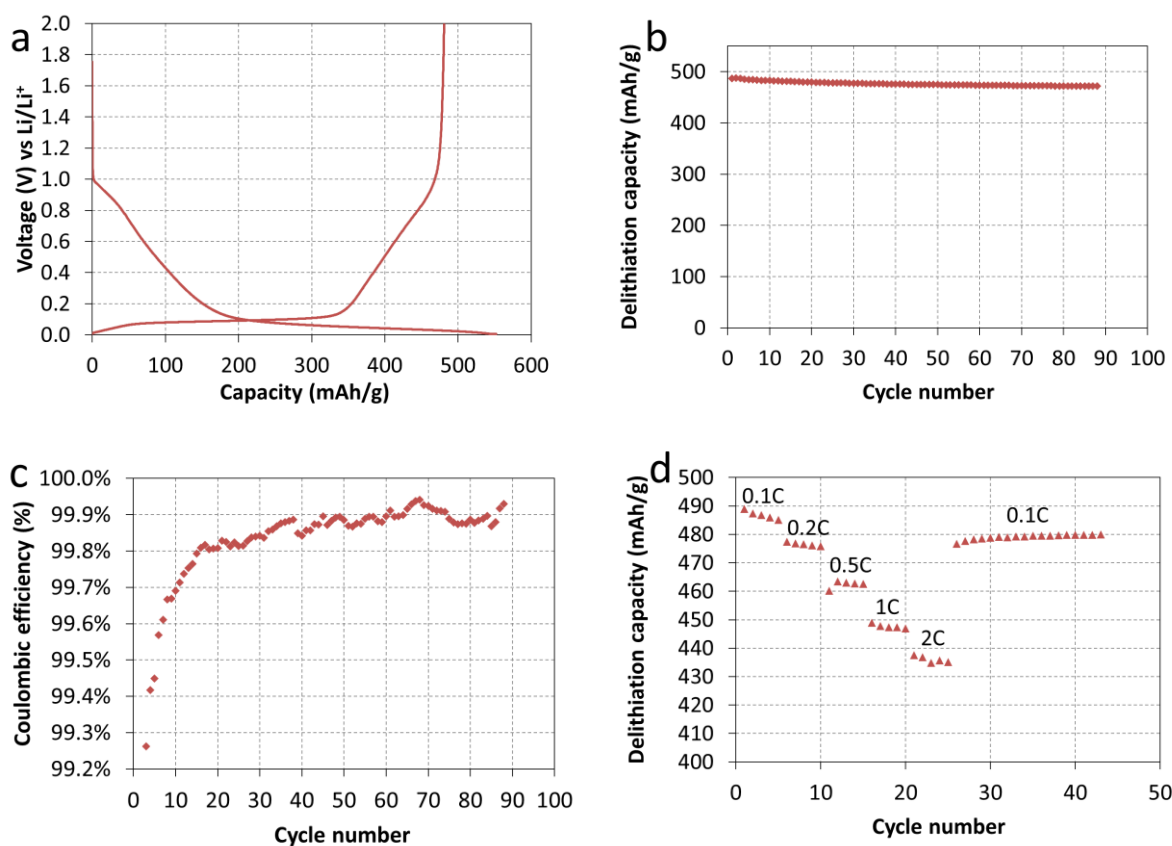 a
2.0
1.8
1.6
1.4
1.2
1.0
0.8
0.6
0.4
0.2
0.0
Voltage (V) vs Li/Li⁺
0 100 200 300 400 500 600
Capacity (mAh/g)
b
500
400
300
200
100
0
Delithiation capacity (mAh/g)
0 10 20 30 40 50 60 70 80 90 100
Cycle number
c
100.0%
99.9%
99.8%
99.7%
99.6%
99.5%
99.4%
99.3%
99.2%
Coulombic efficiency (%)
0 10 20 30 40 50 60 70 80 90 100
Cycle number
d
500
490
480
470
460
450
440
430
420
410
400
Delithiation capacity (mAh/g)
0.1C
0.2C
0.5C
1C
2C
0.1C
0 10 20 30 40 50
Cycle number